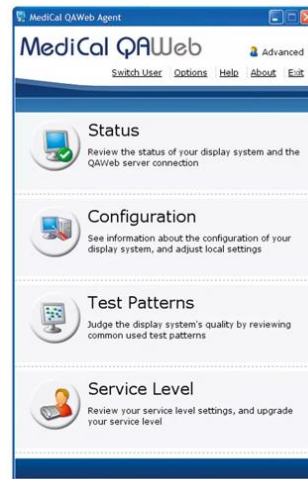 MediCal QAWeb Agent
MediCal QAWeb
Advanced
Switch User Options Help About Exit
Status
Review the status of your display system and the
QAWeb server connection
Configuration
See information about the configuration of your
display system, and adjust local settings
Test Patterns
Judge the display system's quality by reviewing
common used test patterns
Service Level
Review your service level settings, and upgrade
your service level